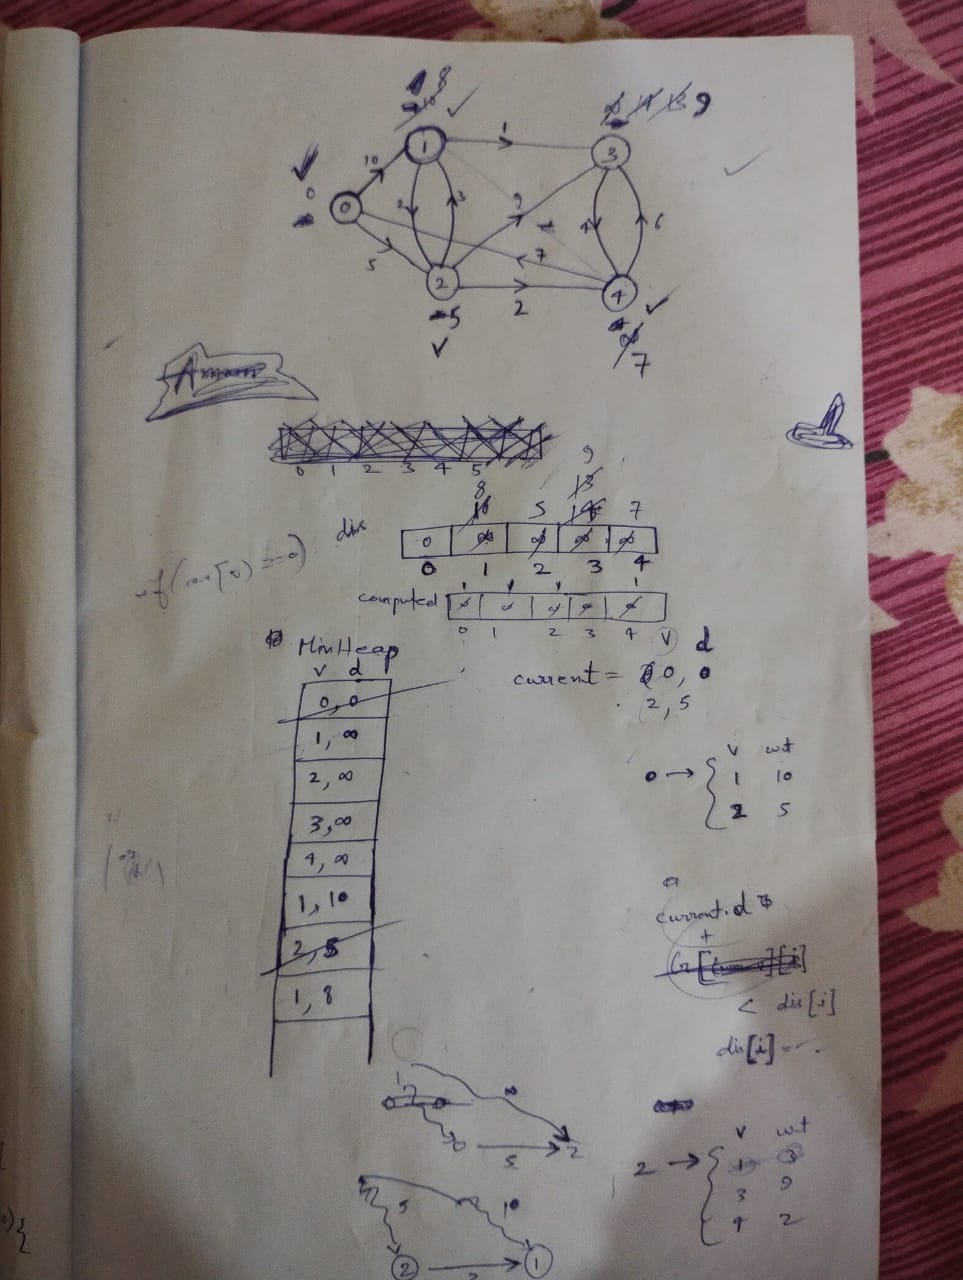 8
10
∞ 14 13 9
1
1
3
10
0
0
2
3
9
4
6
7
5
2
4
5
2
∞
7
0 1 2 3 4 5
9
8 13
10 5 14 7
dis
0 ∞ ∞ ∞ ∞
0 1 2 3 4
computed
0 1 2 3 4
MinHeap
v d
v d
current = 0, 0
2, 5
0, 0
1, ∞
2, ∞
3, ∞
4, ∞
1, 10
2, 5
1, 8
v wt
0 → { 1 10
2 5
current.d
+
[i]
< dis[i]
dis[i] =
∞
5 2
v wt
2 → { 1 3
3 9
4 2
5 10
2 1